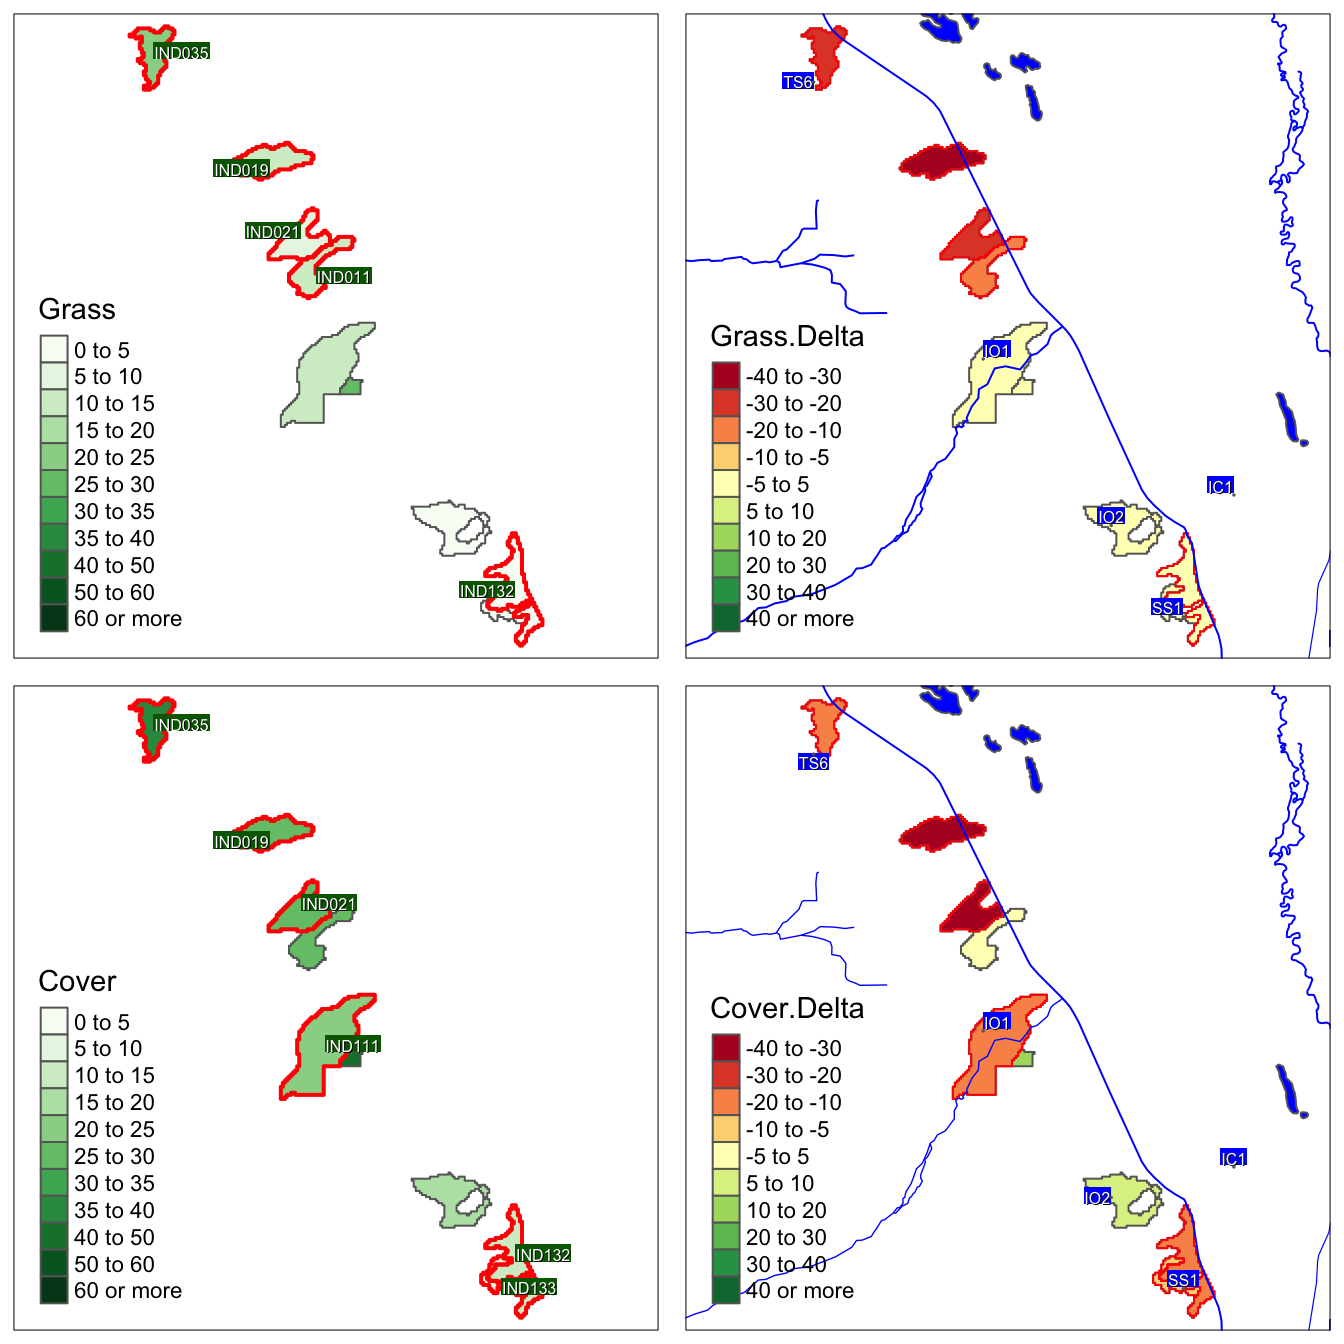 IND035
IND019
IND021
IND011
Grass
0 to 5
5 to 10
10 to 15
15 to 20
20 to 25
25 to 30
30 to 35
35 to 40
40 to 50
50 to 60
60 or more
IND132
TS6
Grass.Delta
IO1
-40 to -30
-30 to -20
-20 to -10
-10 to -5
-5 to 5
5 to 10
10 to 20
20 to 30
30 to 40
40 or more
IC1
IO2
SS1
IND035
IND019
IND021
Cover
0 to 5
5 to 10
10 to 15
15 to 20
20 to 25
25 to 30
30 to 35
35 to 40
40 to 50
50 to 60
60 or more
IND111
IND132
IND133
TS6
Cover.Delta
IO1
-40 to -30
-30 to -20
-20 to -10
-10 to -5
-5 to 5
5 to 10
10 to 20
20 to 30
30 to 40
40 or more
IC1
IO2
SS1